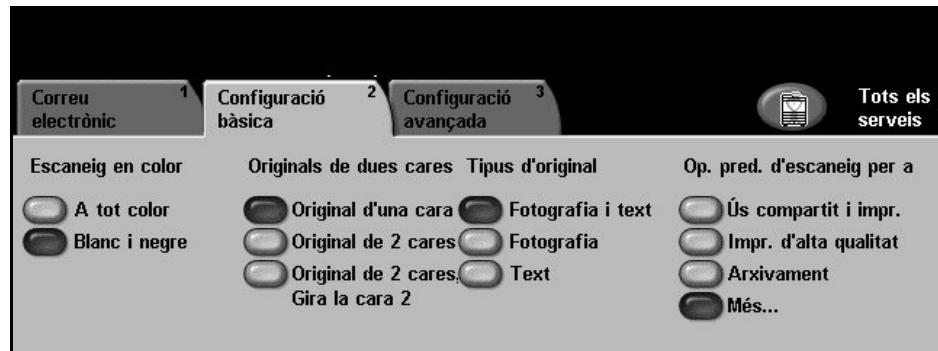 Correu 1
electrònic
Configuració 2
bàsica
Configuració 3
avançada
Tots els
serveis
Escaneig en color
A tot color
Blanc i negre
Originals de dues cares
Original d'una cara
Original de 2 cares
Original de 2 cares,
Gira la cara 2
Tipus d'original
Fotografia i text
Fotografia
Text
Op. pred. d'escaneig per a
Ús compartit i impr.
Impr. d'alta qualitat
Arxivament
Més...